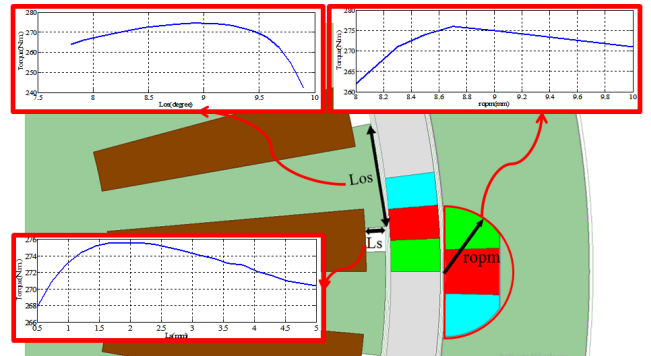 280
270
260
250
240
Torque(N.m)
7.5 8 8.5 9 9.5 10
Los(degree)
280
275
270
265
260
Torque(N.m)
8 8.2 8.4 8.6 8.8 9 9.2 9.4 9.6 9.8 10
ropm(mm)
Los
Ls
ropm
276
274
272
270
268
266
Torque(N.m)
0.5 1 1.5 2 2.5 3 3.5 4 4.5 5
Ls(mm)